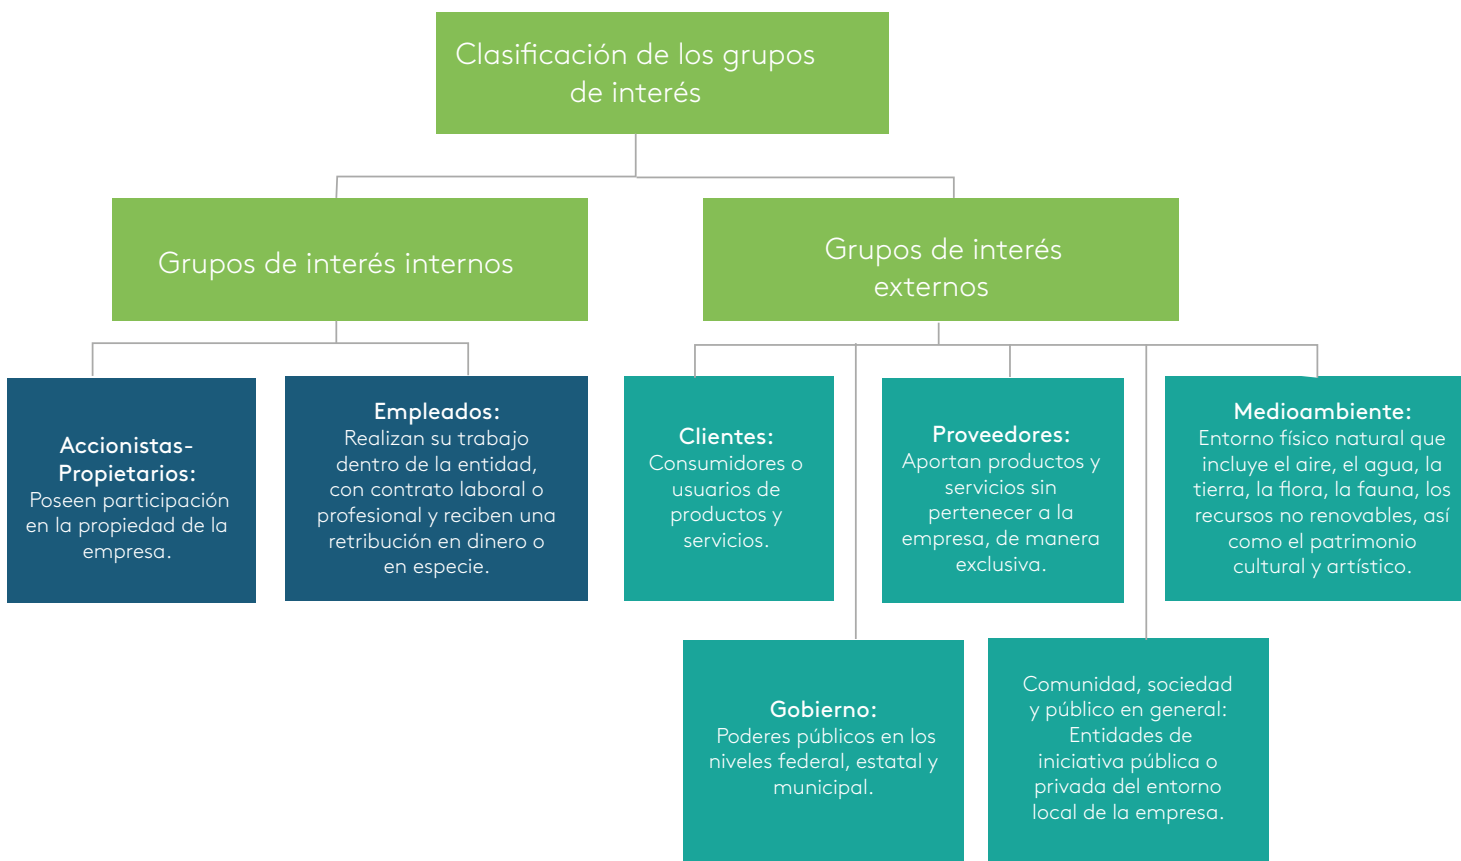 Clasificación de los grupos
de interés
Grupos de interés internos
Grupos de interés
externos
Accionistas-
Propietarios:
Poseen participación
en la propiedad de la
empresa.
Empleados:
Realizan su trabajo
dentro de la entidad,
con contrato laboral o
profesional y reciben una
retribución en dinero o
en especie.
Clientes:
Consumidores o
usuarios de
productos y
servicios.
Proveedores:
Aportan productos y
servicios sin
pertenecer a la
empresa, de manera
exclusiva.
Medioambiente:
Entorno físico natural que
incluye el aire, el agua, la
tierra, la flora, la fauna, los
recursos no renovables, así
como el patrimonio
cultural y artístico.
Gobierno:
Poderes públicos en los
niveles federal, estatal y
municipal.
Comunidad, sociedad
y público en general:
Entidades de
iniciativa pública o
privada del entorno
local de la empresa.